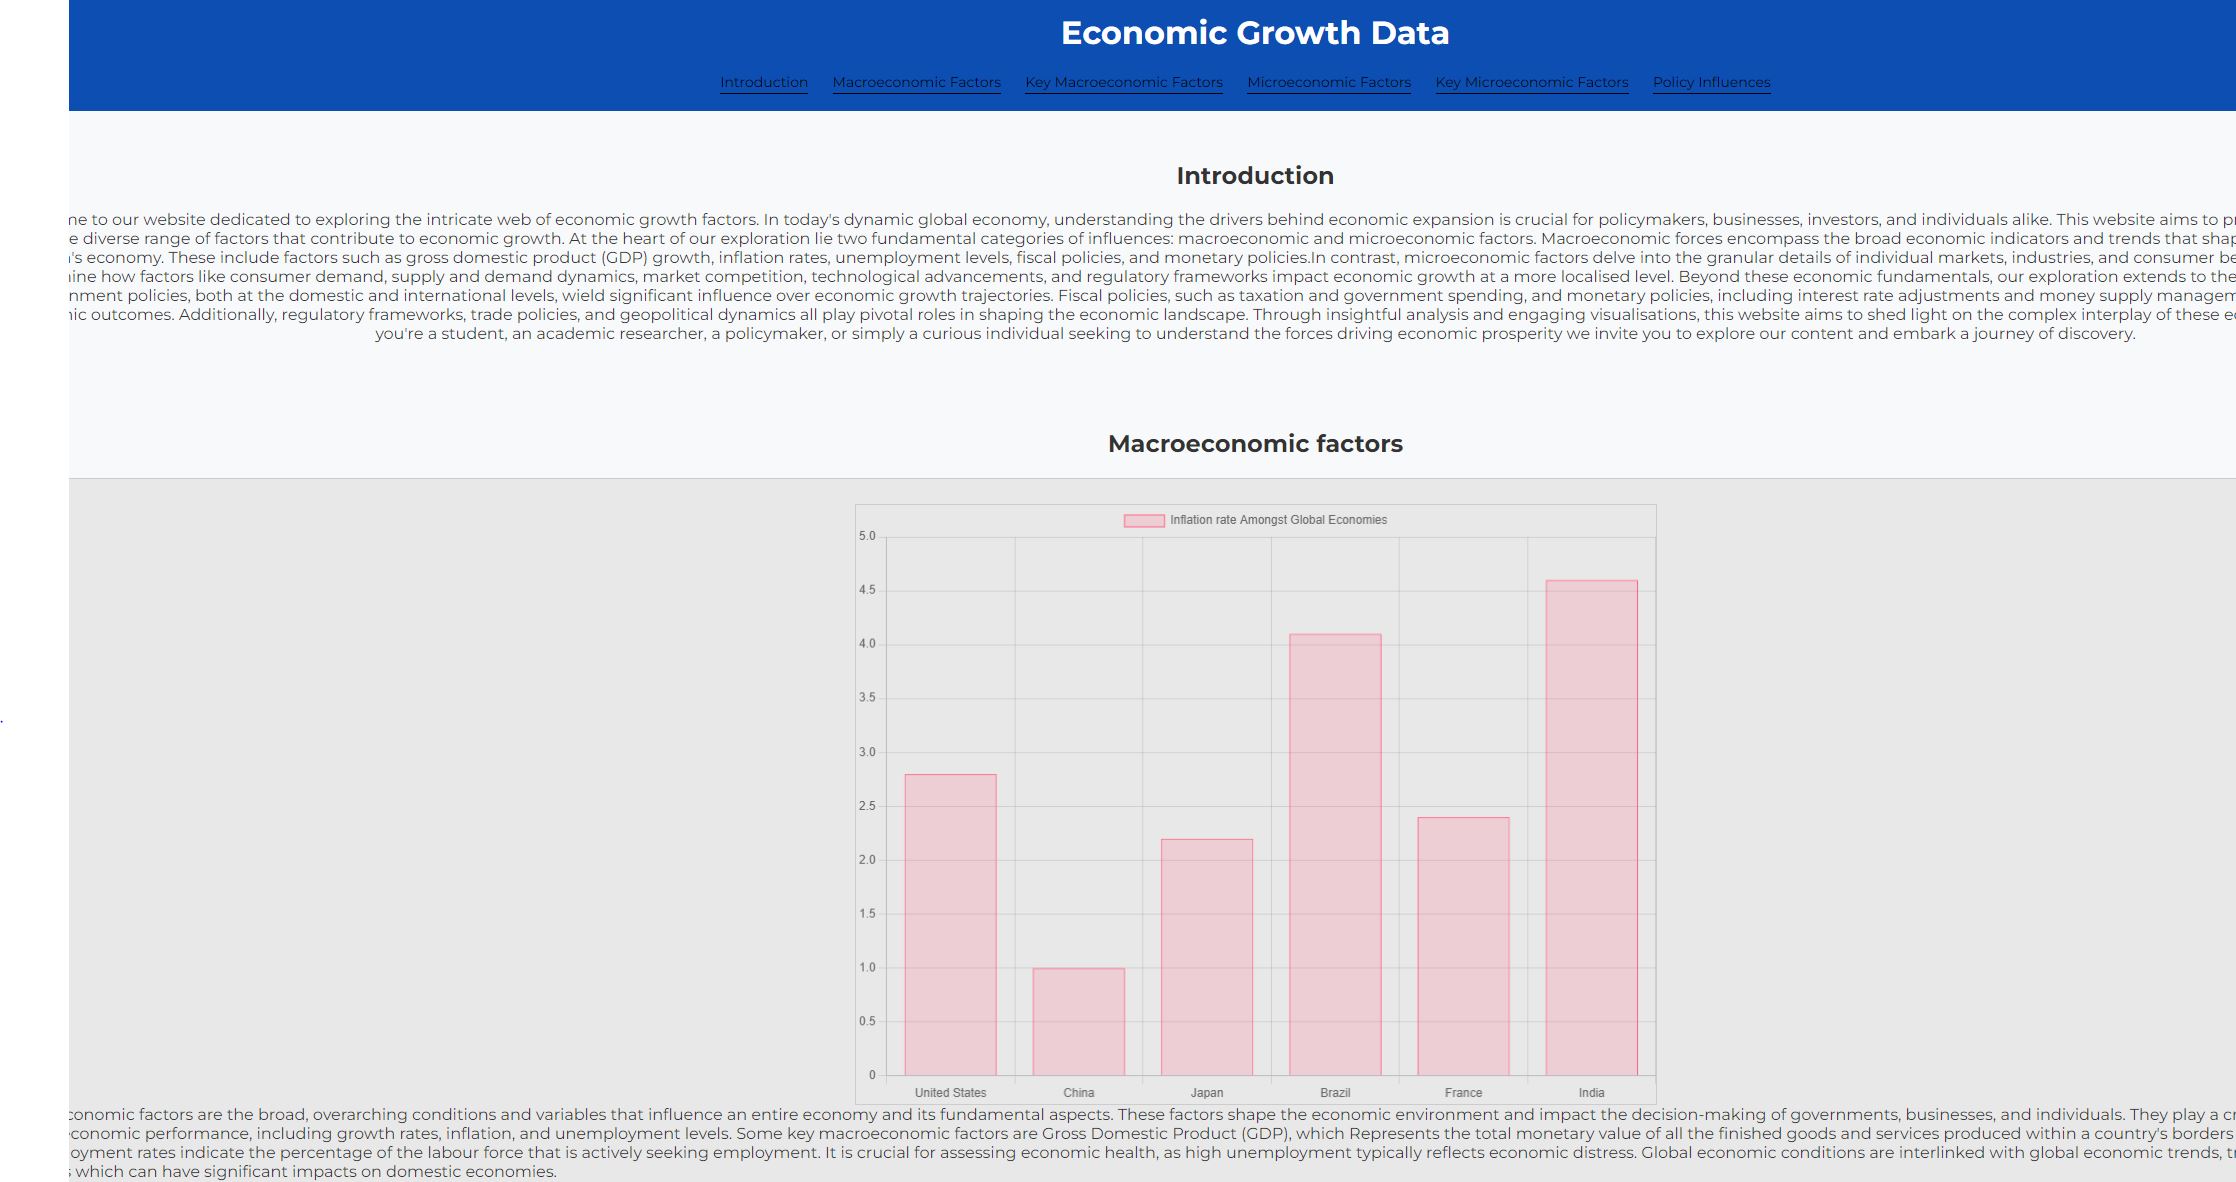 Economic Growth Data
Introduction Macroeconomic Factors Key Macroeconomic Factors Microeconomic Factors Key Microeconomic Factors Policy Influences
Introduction
me to our website dedicated to exploring the intricate web of economic growth factors. In today's dynamic global economy, understanding the drivers behind economic expansion is crucial for policymakers, businesses, investors, and individuals alike. This website aims to
e diverse range of factors that contribute to economic growth. At the heart of our exploration lie two fundamental categories of influences: macroeconomic and microeconomic factors. Macroeconomic forces encompass the broad economic indicators and trends that
's economy. These include factors such as gross domestic product (GDP) growth, inflation rates, unemployment levels, fiscal policies, and monetary policies.In contrast, microeconomic factors delve into the granular details of individual markets, industries, and consumer
ine how factors like consumer demand, supply and demand dynamics, market competition, technological advancements, and regulatory frameworks impact economic growth at a more localised level. Beyond these economic fundamentals, our exploration extends to the
nment policies, both at the domestic and international levels, wield significant influence over economic growth trajectories. Fiscal policies, such as taxation and government spending, and monetary policies, including interest rate adjustments and money supply
ic outcomes. Additionally, regulatory frameworks, trade policies, and geopolitical dynamics all play pivotal roles in shaping the economic landscape. Through insightful analysis and engaging visualisations, this website aims to shed light on the complex interplay of these
you're a student, an academic researcher, a policymaker, or simply a curious individual seeking to understand the forces driving economic prosperity we invite you to explore our content and embark a journey of discovery.
Macroeconomic factors
Inflation rate Amongst Global Economies
5.0
4.5
4.0
3.5
3.0
2.5
2.0
1.5
1.0
0.5
0
United States China Japan Brazil France India
conomic factors are the broad, overarching conditions and variables that influence an entire economy and its fundamental aspects. These factors shape the economic environment and impact the decision-making of governments, businesses, and individuals. They play a
economic performance, including growth rates, inflation, and unemployment levels. Some key macroeconomic factors are Gross Domestic Product (GDP), which Represents the total monetary value of all the finished goods and services produced within a country's borders
oyment rates indicate the percentage of the labour force that is actively seeking employment. It is crucial for assessing economic health, as high unemployment typically reflects economic distress. Global economic conditions are interlinked with global economic trends,
which can have significant impacts on domestic economies.